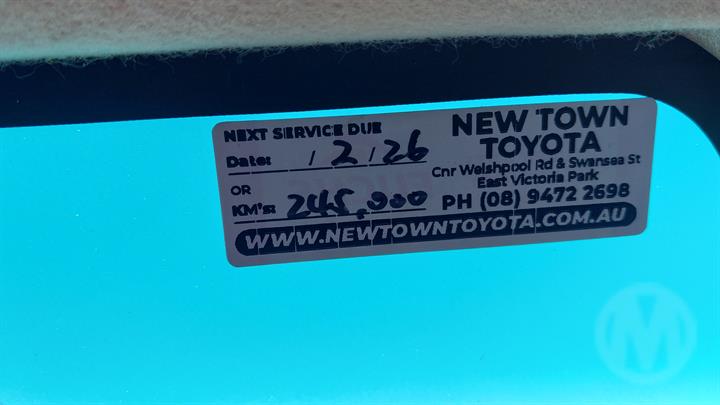 NEXT SERVICE DUE
Date: / 2 / 26
OR
KM's: 245,000
NEW TOWN
TOYOTA
Cnr Welshpool Rd & Swansea St
East Victoria Park
PH (08) 9472 2698
WWW.NEWTOWNTOYOTA.COM.AU
M